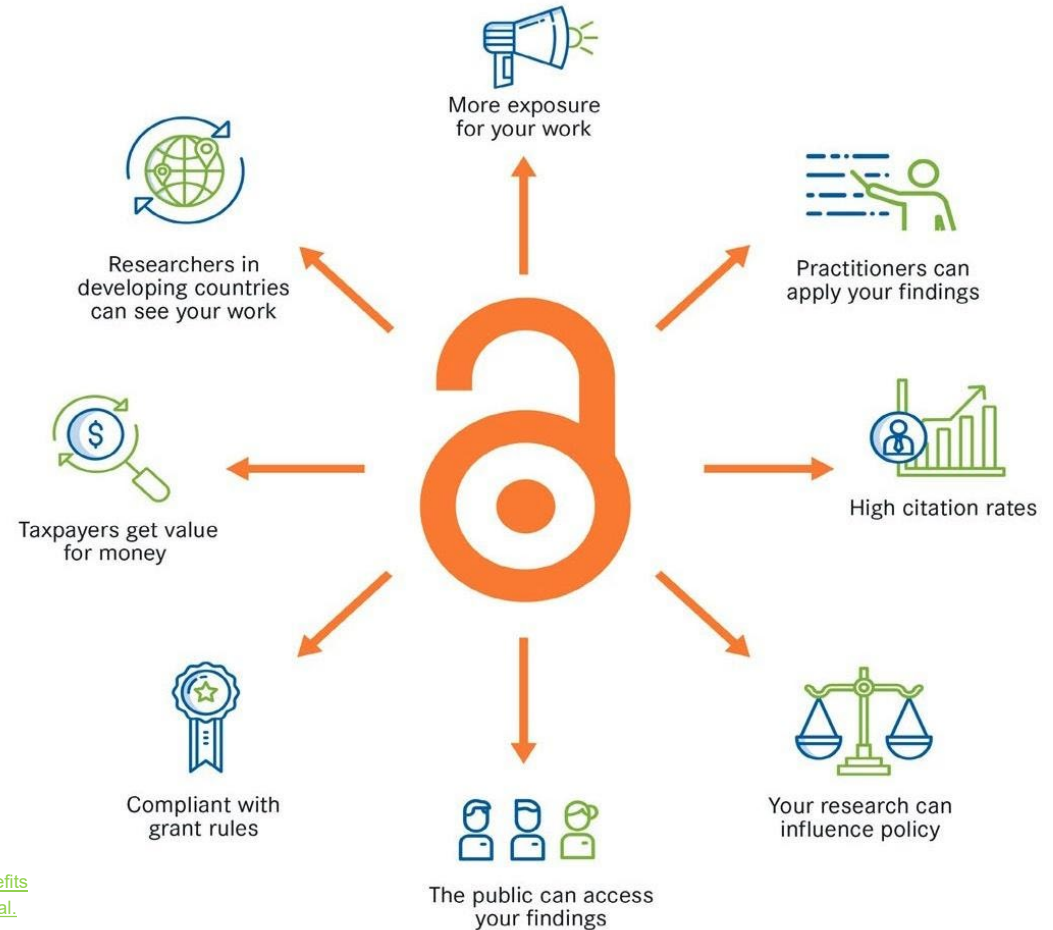 More exposure
for your work
Practitioners can
apply your findings
High citation rates
Your research can
influence policy
The public can access
your findings
Compliant with
grant rules
Taxpayers get value
for money
Researchers in
developing countries
can see your work
$
efits
al.